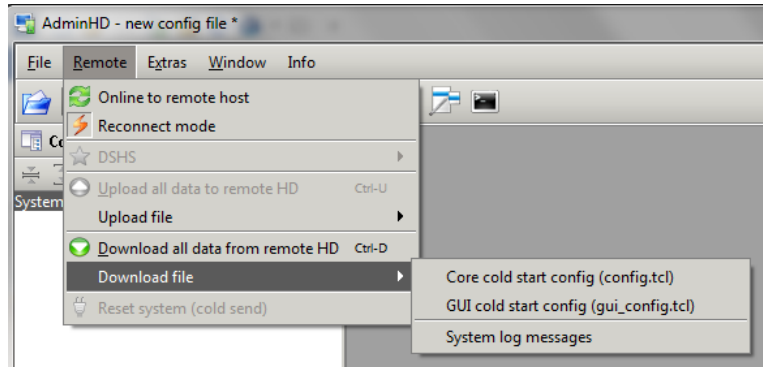 AdminHD - new config file *
File Remote Extras Window Info
Online to remote host
Reconnect mode
DSHS
Upload all data to remote HD Ctrl-U
System
Upload file
Download all data from remote HD Ctrl-D
Download file
Core cold start config (config.tcl)
GUI cold start config (gui_config.tcl)
Reset system (cold send)
System log messages